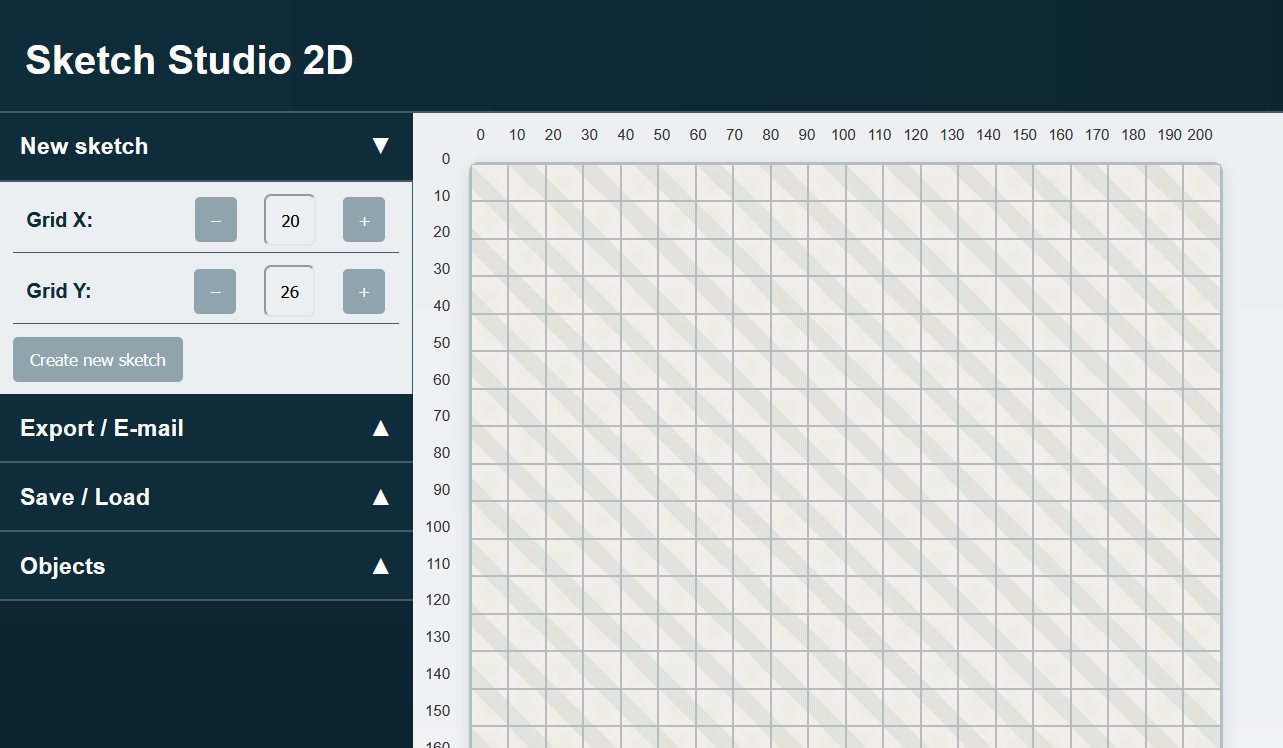 Sketch Studio 2D
New sketch ▼
Grid X: − 20 +
Grid Y: − 26 +
Create new sketch
Export / E-mail ▲
Save / Load ▲
Objects ▲
0 10 20 30 40 50 60 70 80 90 100 110 120 130 140 150 160 170 180 190 200
0
10
20
30
40
50
60
70
80
90
100
110
120
130
140
150
160